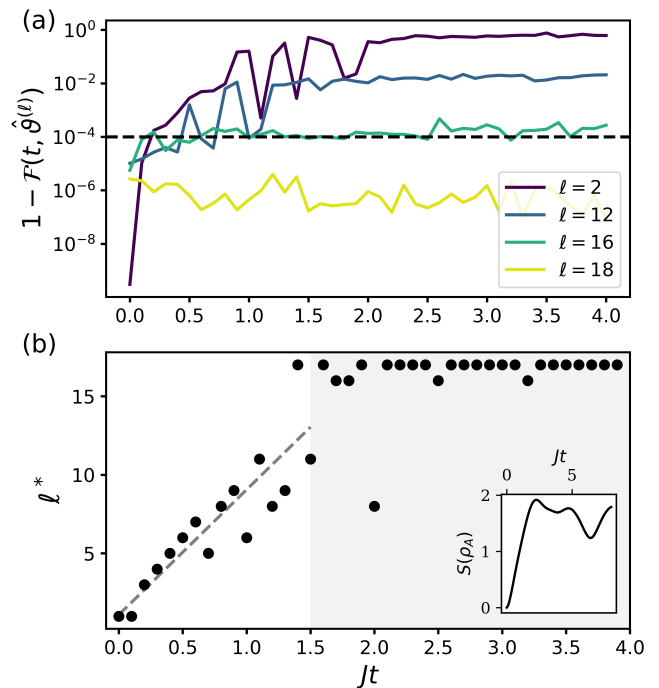 (a)
10^0
10^{-2}
10^{-4}
10^{-6}
10^{-8}
1 − F(t, ϑ̂^{(ℓ)})
ℓ = 2
ℓ = 12
ℓ = 16
ℓ = 18
0.0 0.5 1.0 1.5 2.0 2.5 3.0 3.5 4.0
(b)
15
10
5
ℓ*
Jt
0 5
2
1
0
S(ρ_A)
0.0 0.5 1.0 1.5 2.0 2.5 3.0 3.5 4.0
Jt